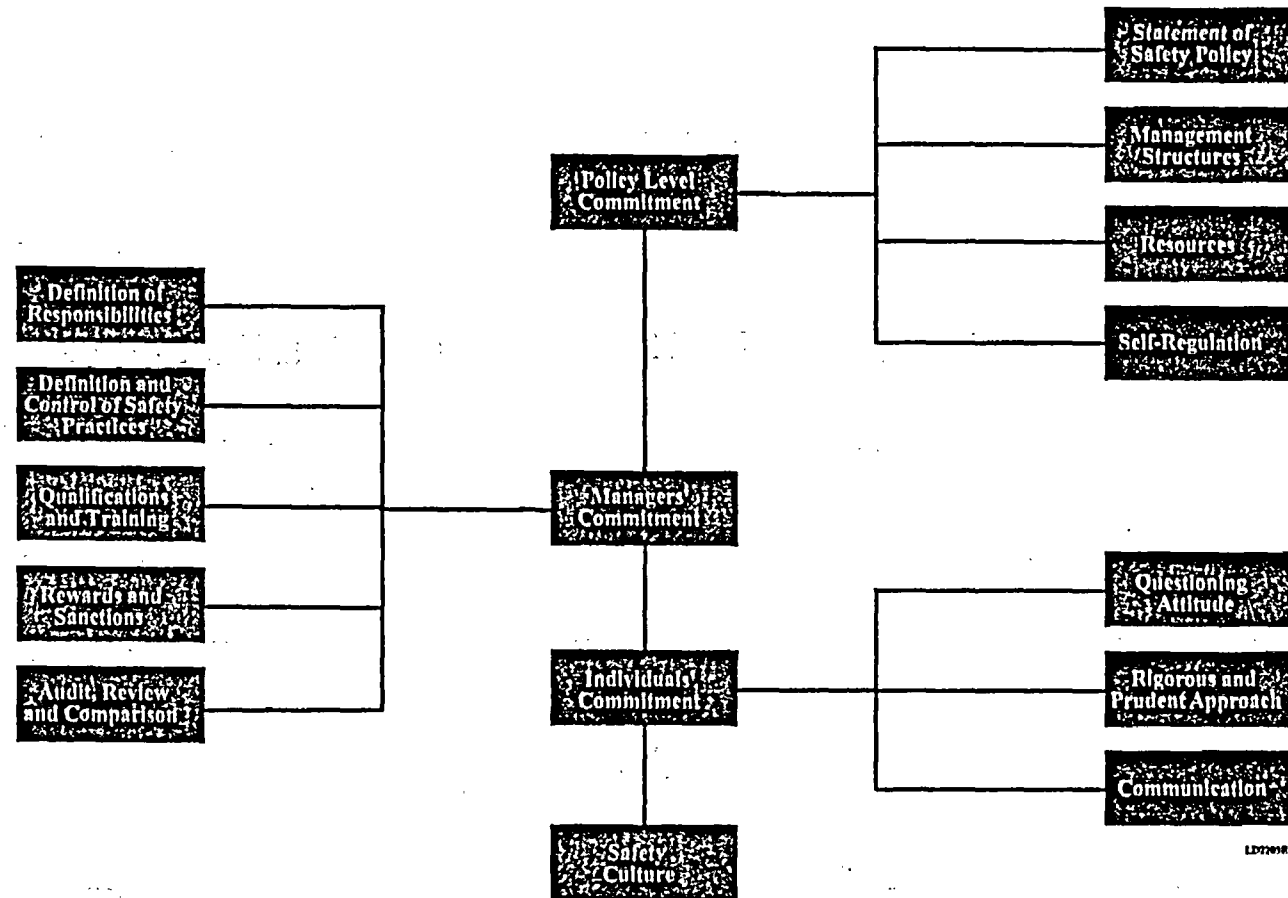 Statement of
Safety Policy
Management
Structures
Policy Level
Commitment
Resources
Definition of
Responsibilities
Self-Regulation
Definition and
Control of Safety
Practices
Qualifications
and Training
Managers'
Commitment
Questioning
Attitude
Rewards and
Sanctions
Individuals'
Commitment
Rigorous and
Prudent Approach
Audit, Review
and Comparison
Communication
Safety
Culture